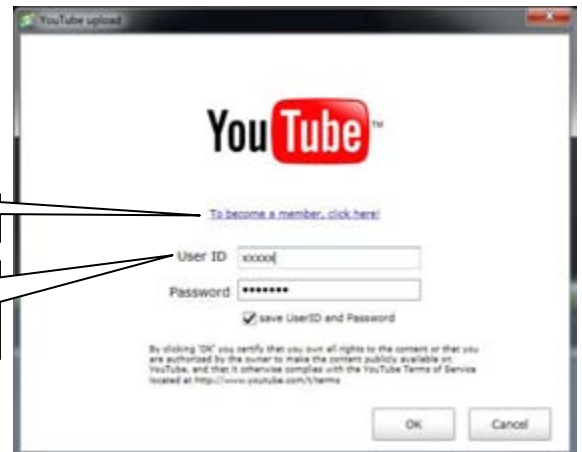 YouTube upload
You Tube TM
To become a member, click here!
User ID xxxxx
Password •••••••
save UserID and Password
By clicking 'OK' you certify that you own all rights to the content or that you
are authorized by the owner to make the content publicly available on
YouTube, and that it otherwise complies with the YouTube Terms of Service
located at http://www.youtube.com/t/terms
OK Cancel